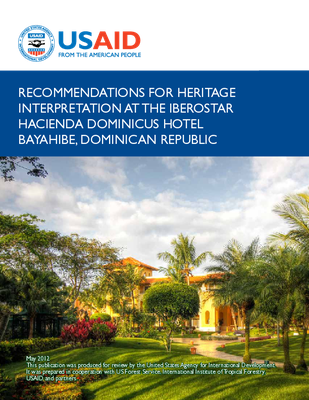 USAID
FROM THE AMERICAN PEOPLE
RECOMMENDATIONS FOR HERITAGE
INTERPRETATION AT THE IBEROSTAR
HACIENDA DOMINICUS HOTEL
BAYAHIBE, DOMINICAN REPUBLIC
May 2012
This publication was produced for review by the United States Agency for International Development.
It was prepared in cooperation with US Forest Service International Institute of Tropical Forestry,
USAID, and partners